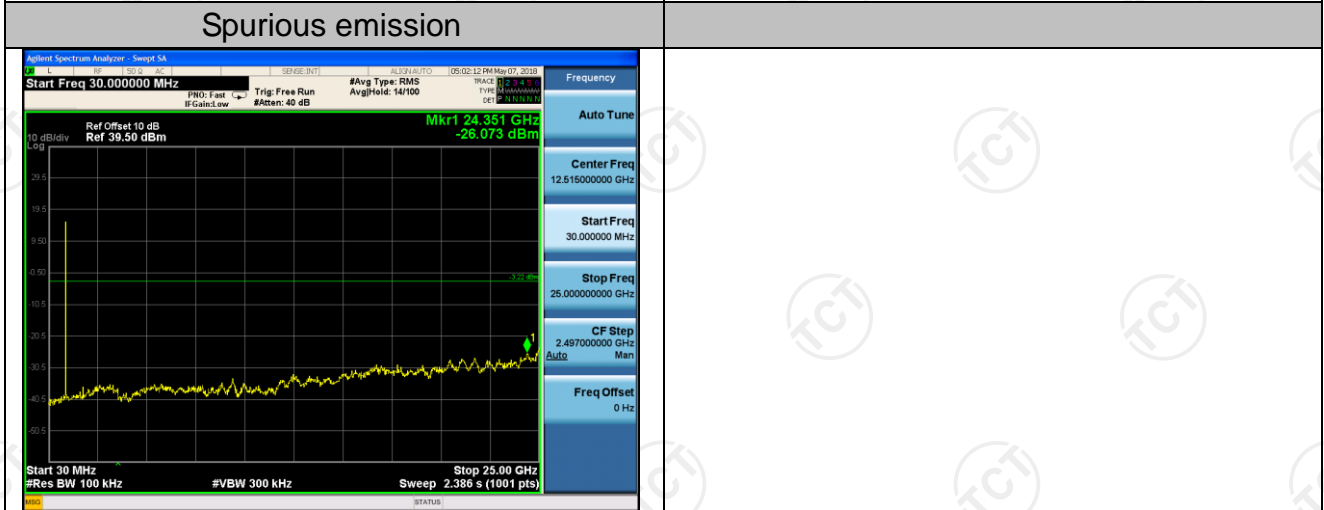 Spurious emission
Agilent Spectrum Analyzer - Swept SA
L RF 50 Ω AC SENSE:INT ALIGN AUTO 05:02:12 PM May 07, 2018
Start Freq 30.000000 MHz
PNO: Fast
IFGain:Low
Trig: Free Run
#Atten: 40 dB
#Avg Type: RMS
Avg|Hold: 14/100
TRACE 1 2 3 4 5 6
TYPE M
DET P N N N N N
Frequency
Auto Tune
Ref Offset 10 dB
10 dB/div Ref 39.50 dBm
Log
Mkr1 24.351 GHz
-26.073 dBm
29.5
19.5
9.50
-0.50
-10.5
-20.5
-30.5
-40.5
-50.5
-3.22 dBm
1
Center Freq
12.515000000 GHz
Start Freq
30.000000 MHz
Stop Freq
25.000000000 GHz
CF Step
2.497000000 GHz
Auto Man
Freq Offset
0 Hz
Start 30 MHz Stop 25.00 GHz
#Res BW 100 kHz #VBW 300 kHz Sweep 2.386 s (1001 pts)
MSG STATUS
TCT
TCT
TCT
TCT
TCT
TCT